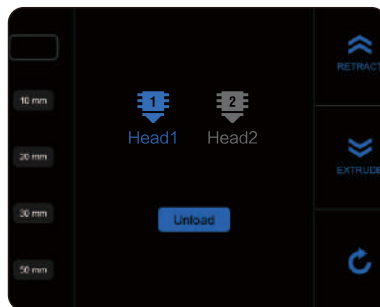 10 mm
20 mm
30 mm
50 mm
1
2
Head1
Head2
Unload
RETRACT
EXTRUDE